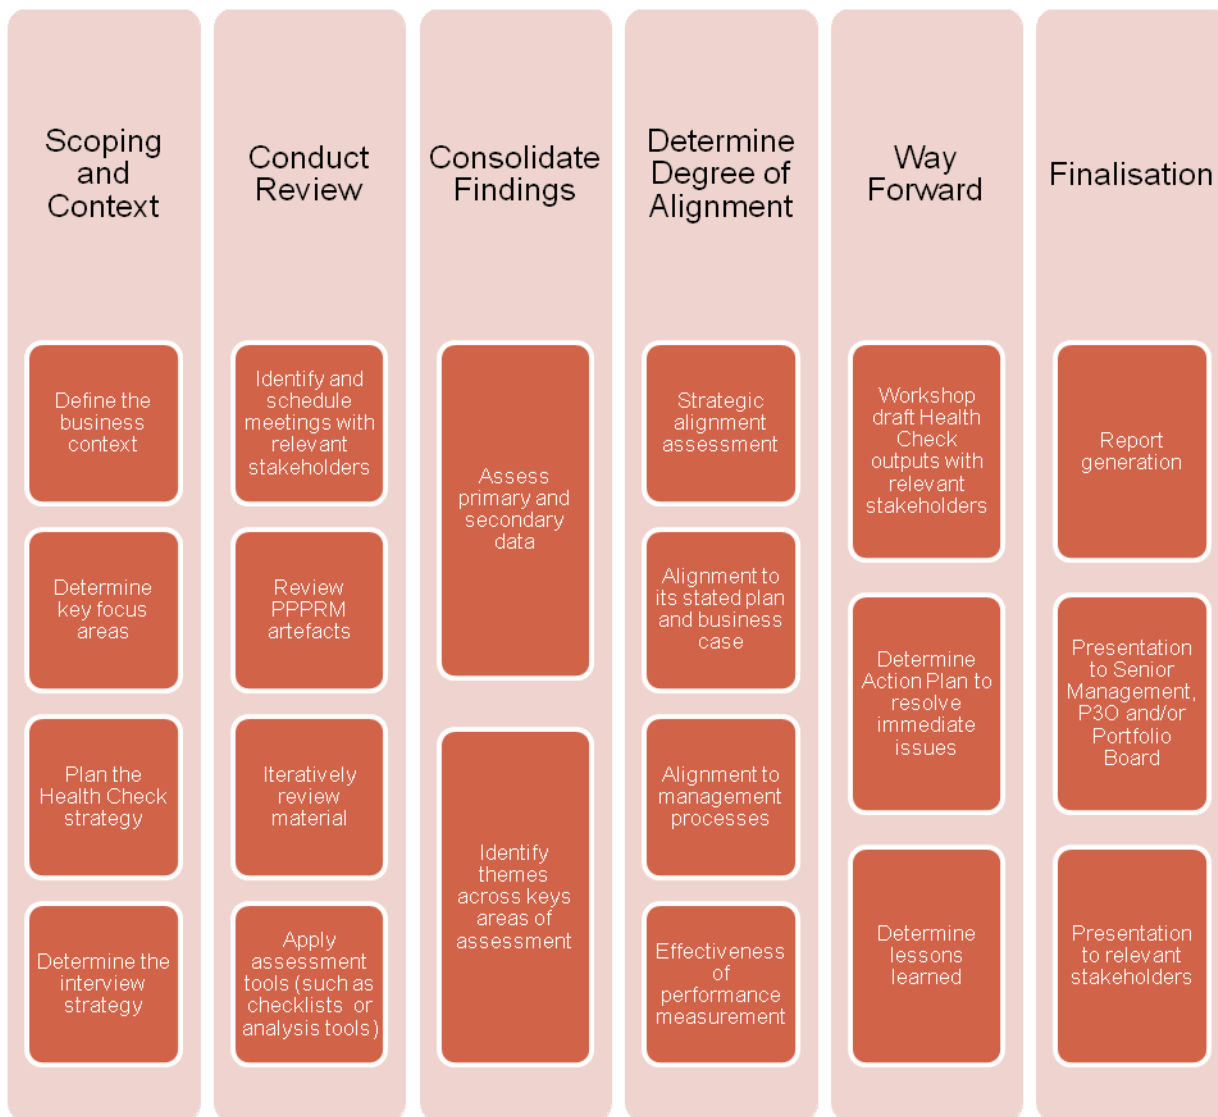 Scoping
and
Context
Define the
business
context
Determine
key focus
areas
Plan the
Health Check
strategy
Determine the
interview
strategy
Conduct
Review
Identify and
schedule
meetings with
relevant
stakeholders
Review
PPPRM
artefacts
Iteratively
review
material
Apply
assessment
tools (such as
checklists or
analysis tools)
Consolidate
Findings
Assess
primary and
secondary
data
Identify
themes
across keys
areas of
assessment
Determine
Degree of
Alignment
Strategic
alignment
assessment
Alignment to
its stated plan
and business
case
Alignment to
management
processes
Effectiveness
of
performance
measurement
Way
Forward
Workshop
draft Health
Check
outputs with
relevant
stakeholders
Determine
Action Plan to
resolve
immediate
issues
Determine
lessons
learned
Finalisation
Report
generation
Presentation
to Senior
Management,
P3O and/or
Portfolio
Board
Presentation
to relevant
stakeholders